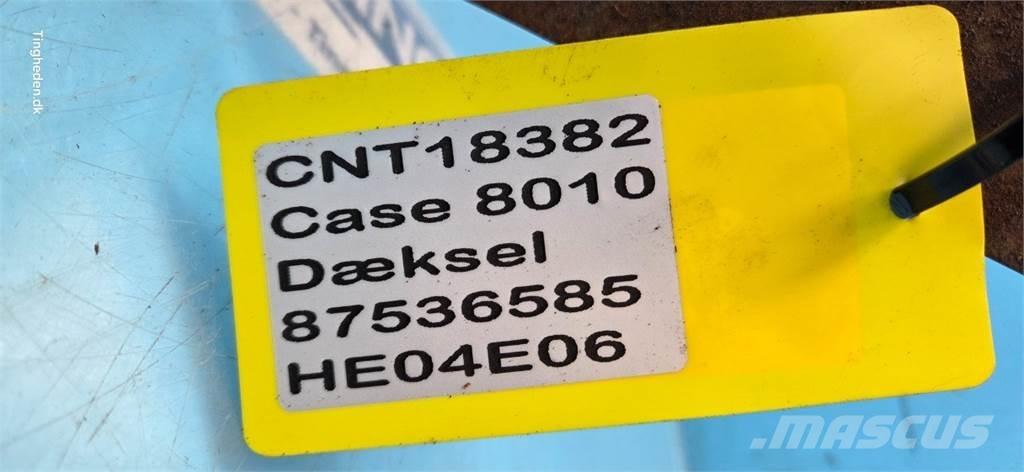 Tingheden.dk
CNT18382
Case 8010
Dæksel
87536585
HE04E06
.MASCUS